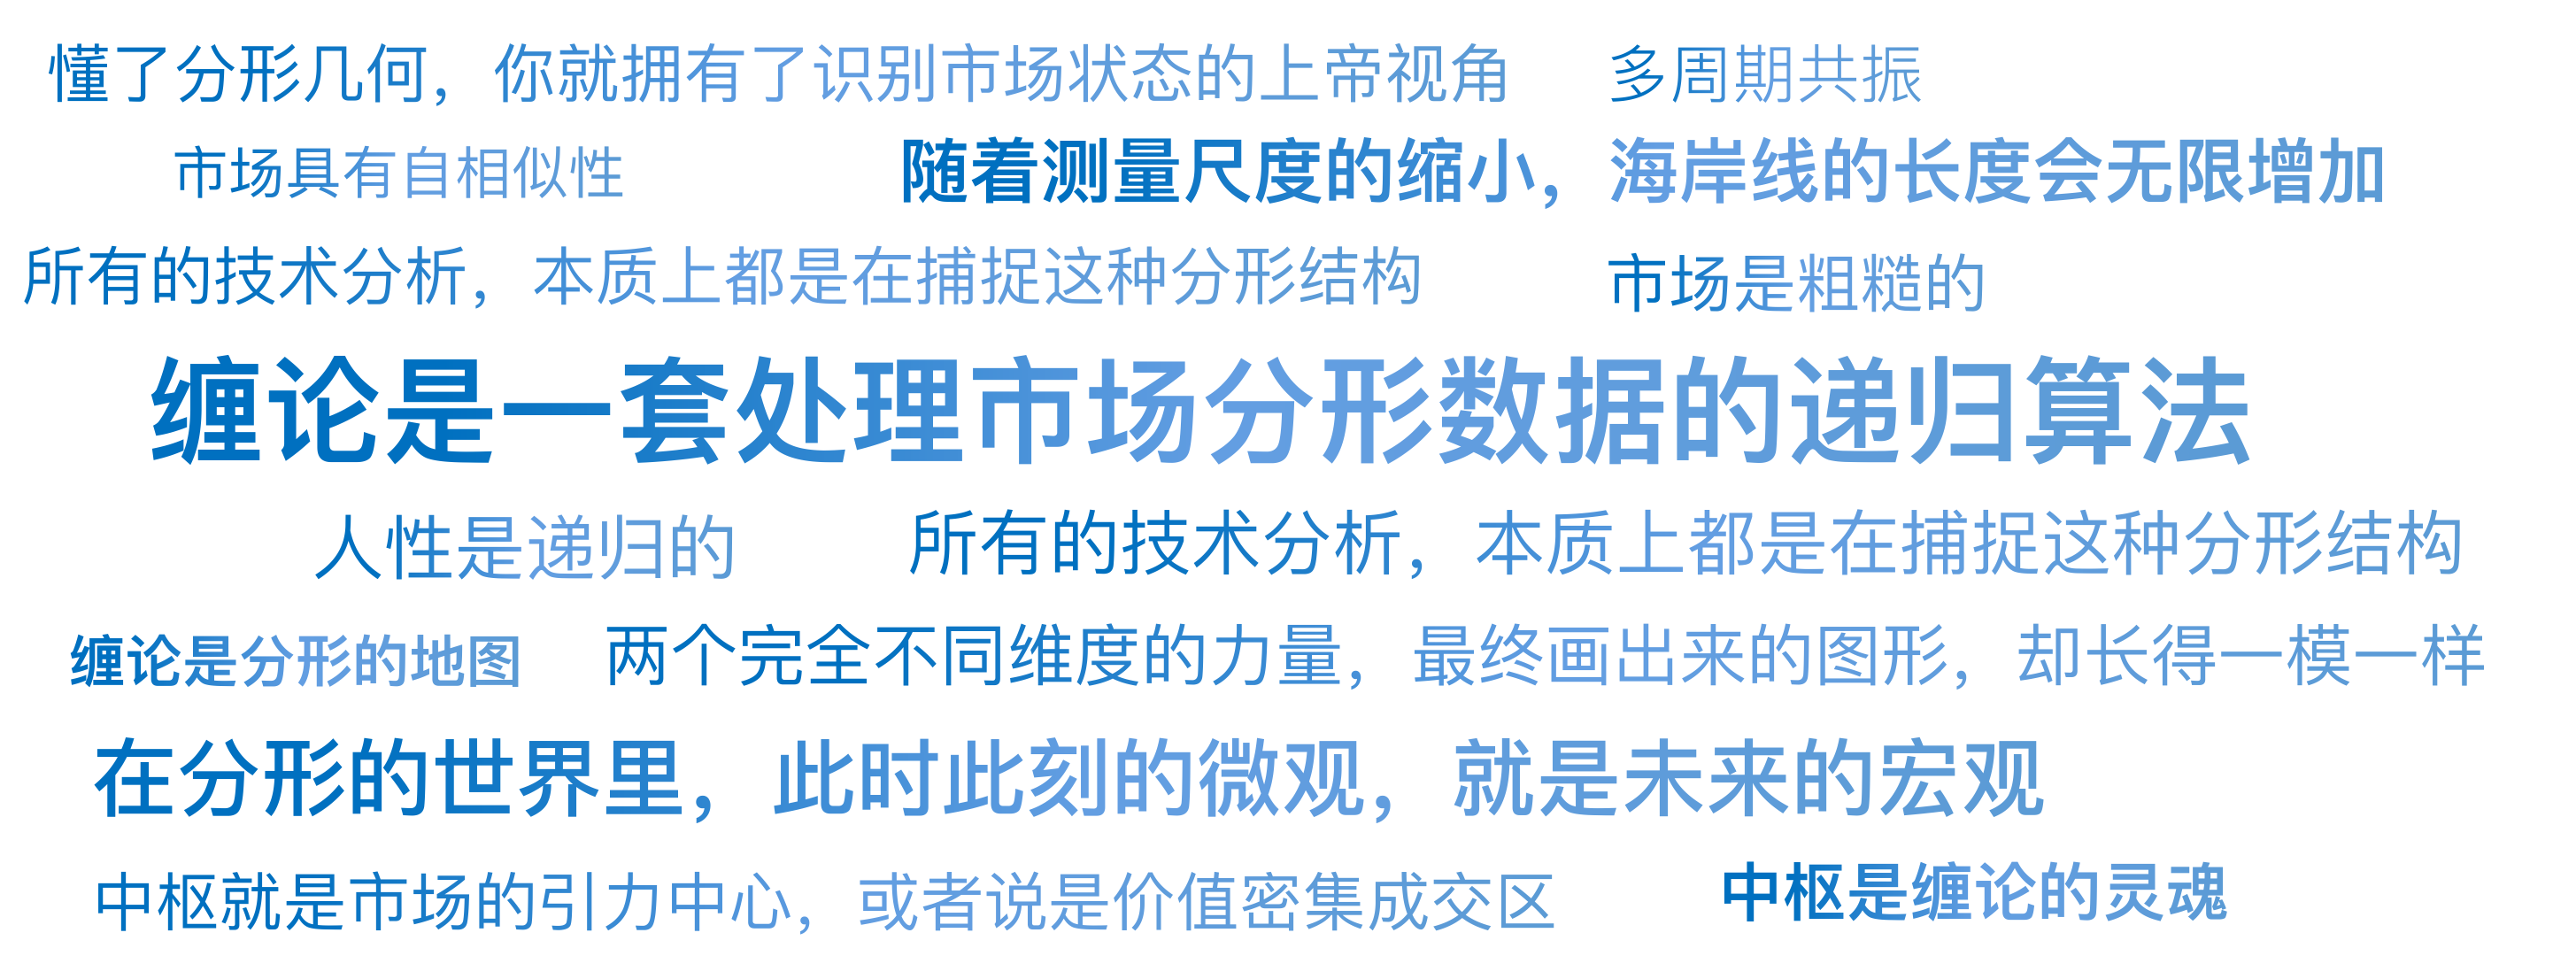 懂了分形几何，你就拥有了识别市场状态的上帝视角
多周期共振
市场具有自相似性
随着测量尺度的缩小，海岸线的长度会无限增加
所有的技术分析，本质上都是在捕捉这种分形结构
市场是粗糙的
缠论是一套处理市场分形数据的递归算法
人性是递归的
所有的技术分析，本质上都是在捕捉这种分形结构
缠论是分形的地图
两个完全不同维度的力量，最终画出来的图形，却长得一模一样
在分形的世界里，此时此刻的微观，就是未来的宏观
中枢就是市场的引力中心，或者说是价值密集成交区
中枢是缠论的灵魂